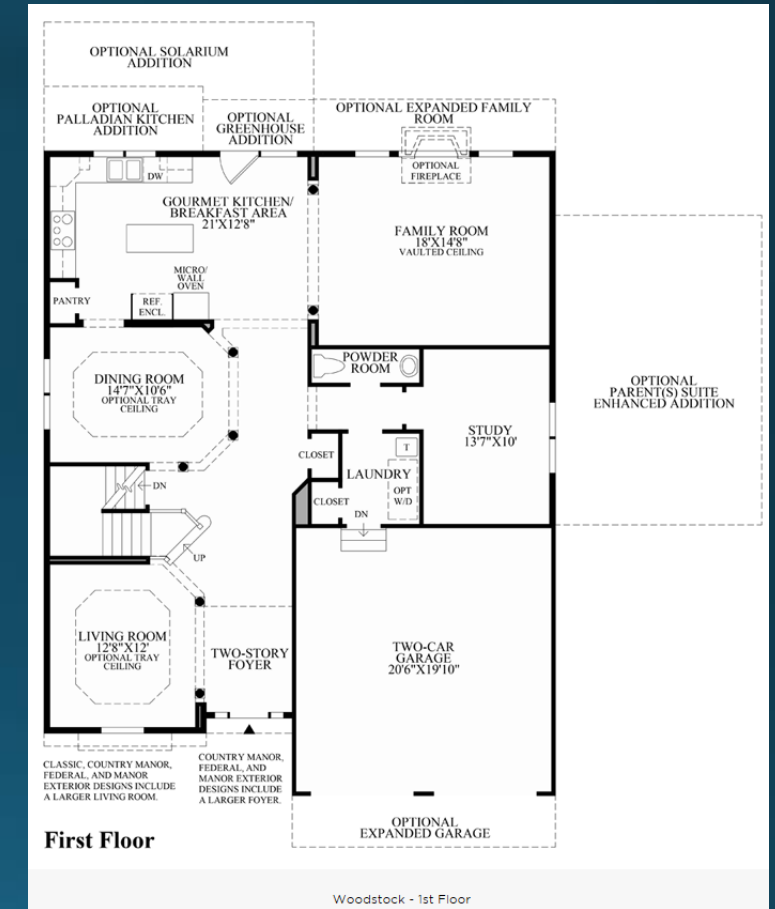 OPTIONAL SOLARIUM
ADDITION
OPTIONAL
PALLADIAN KITCHEN
ADDITION
OPTIONAL
GREENHOUSE
ADDITION
OPTIONAL EXPANDED FAMILY
ROOM
OPTIONAL
FIREPLACE
DW
GOURMET KITCHEN/
BREAKFAST AREA
21'X12'8"
FAMILY ROOM
18'X14'8"
VAULTED CEILING
MICRO/
WALL
OVEN
PANTRY
REF.
ENCL.
POWDER
ROOM
DINING ROOM
14'7"X10'6"
OPTIONAL TRAY
CEILING
OPTIONAL
PARENT(S) SUITE
ENHANCED ADDITION
STUDY
13'7"X10'
CLOSET
T
LAUNDRY
DN
OPT
W/D
CLOSET
DN
UP
LIVING ROOM
12'8"X12'
OPTIONAL TRAY
CEILING
TWO-STORY
FOYER
TWO-CAR
GARAGE
20'6"X19'10"
CLASSIC, COUNTRY MANOR,
FEDERAL, AND MANOR
EXTERIOR DESIGNS INCLUDE
A LARGER LIVING ROOM.
COUNTRY MANOR,
FEDERAL, AND
MANOR EXTERIOR
DESIGNS INCLUDE
A LARGER FOYER.
OPTIONAL
EXPANDED GARAGE
First Floor
Woodstock - 1st Floor